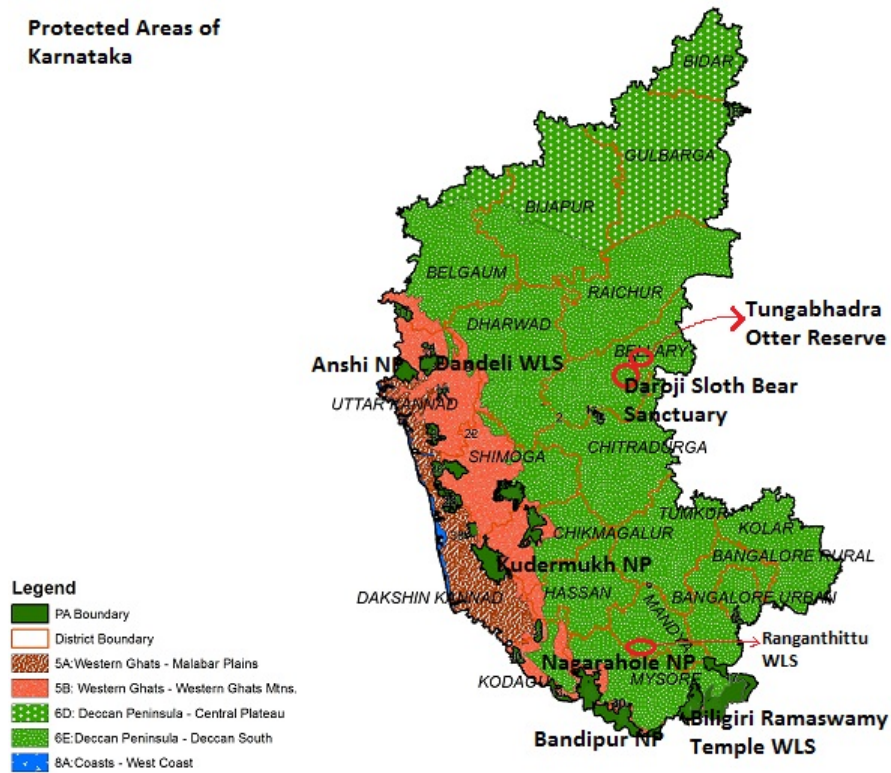 Protected Areas of
Karnataka
BIDAR
GULBARGA
BIJAPUR
BELGAUM
RAICHUR
DHARWAD
Tungabhadra
Otter Reserve
BELLARY
Anshi NP
Dandeli WLS
Daroji Sloth Bear
Sanctuary
UTTAR KANNAD
2
22
CHITRADURGA
SHIMOGA
TUMKUR
KOLAR
CHIKMAGALUR
BANGALORE RURAL
Kudermukh NP
Legend
HASSAN
DAKSHIN KANNAD
BANGALORE URBAN
PA Boundary
MANDYA
District Boundary
Ranganthittu
WLS
5A:Western Ghats - Malabar Plains
Nagarahole NP
5B: Western Ghats - Western Ghats Mtns.
KODAGU
MYSORE
6D: Deccan Peninsula - Central Plateau
Biligiri Ramaswamy
Temple WLS
6E:Deccan Peninsula - Deccan South
Bandipur NP
8A:Coasts - West Coast